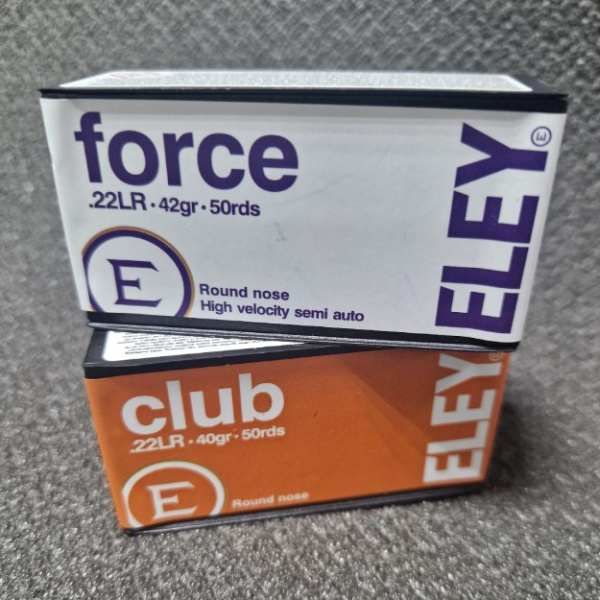 force
.22LR • 42gr • 50rds
E
Round nose
High velocity semi auto
ELEY
E
club
.22LR • 40gr • 50rds
E
Round nose
ELEY